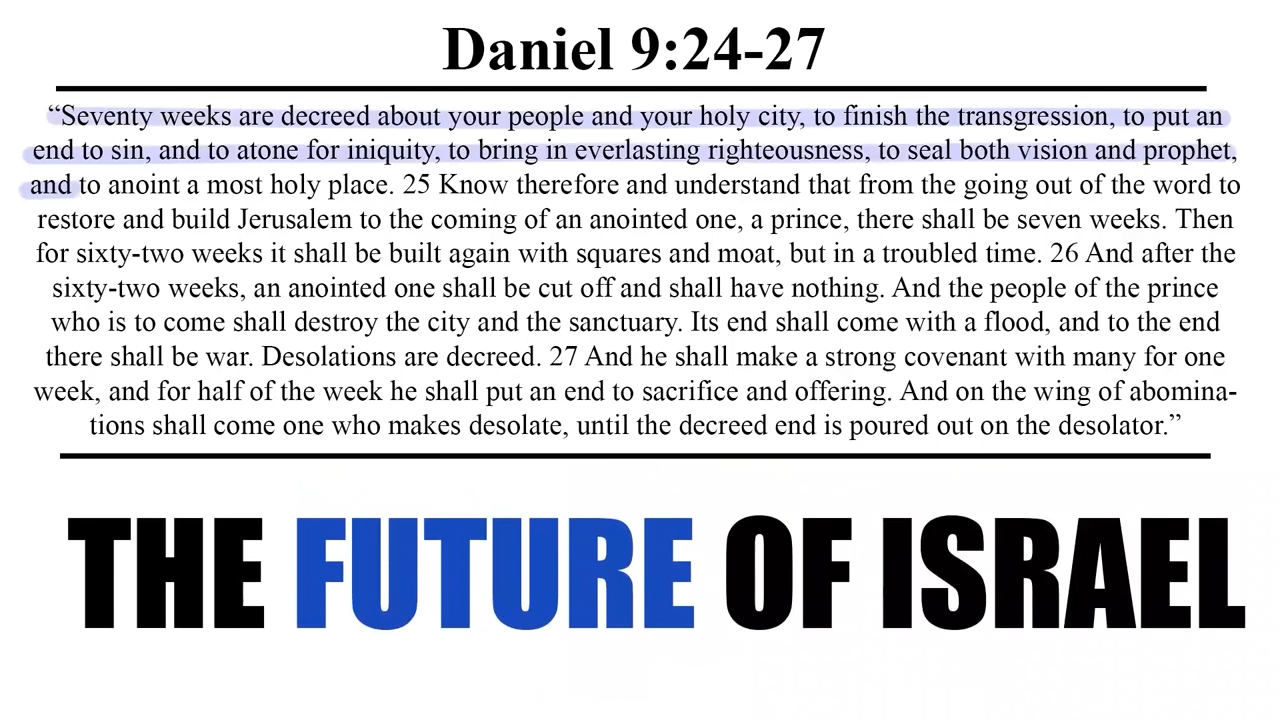 Daniel 9:24-27
“Seventy weeks are decreed about your people and your holy city, to finish the transgression, to put an
end to sin, and to atone for iniquity, to bring in everlasting righteousness, to seal both vision and prophet,
and to anoint a most holy place. 25 Know therefore and understand that from the going out of the word to
restore and build Jerusalem to the coming of an anointed one, a prince, there shall be seven weeks. Then
for sixty-two weeks it shall be built again with squares and moat, but in a troubled time. 26 And after the
sixty-two weeks, an anointed one shall be cut off and shall have nothing. And the people of the prince
who is to come shall destroy the city and the sanctuary. Its end shall come with a flood, and to the end
there shall be war. Desolations are decreed. 27 And he shall make a strong covenant with many for one
week, and for half of the week he shall put an end to sacrifice and offering. And on the wing of abomina-
tions shall come one who makes desolate, until the decreed end is poured out on the desolator.”
THE FUTURE OF ISRAEL